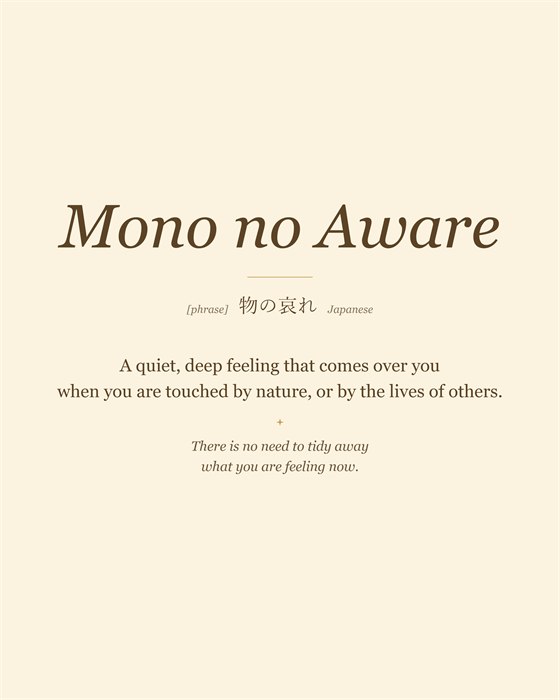 Mono no Aware
[phrase] 物の哀れ Japanese
A quiet, deep feeling that comes over you
when you are touched by nature, or by the lives of others.
There is no need to tidy away
what you are feeling now.